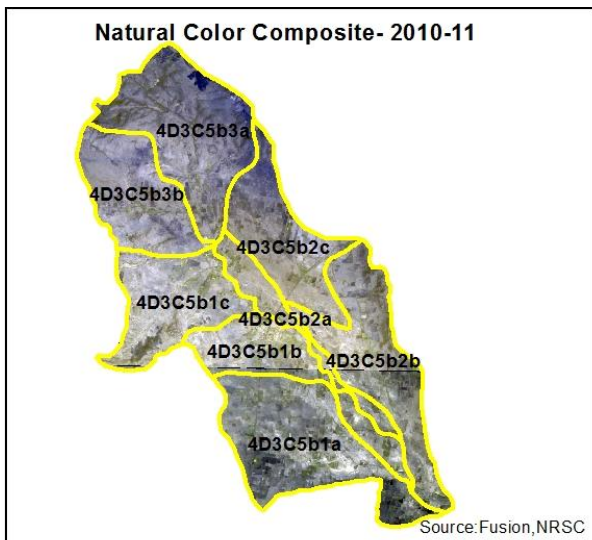 Natural Color Composite- 2010-11
4D3C5b3a
4D3C5b3b
4D3C5b2c
4D3C5b1c
4D3C5b2a
4D3C5b1b
4D3C5b2b
4D3C5b1a
Source:Fusion,NRSC